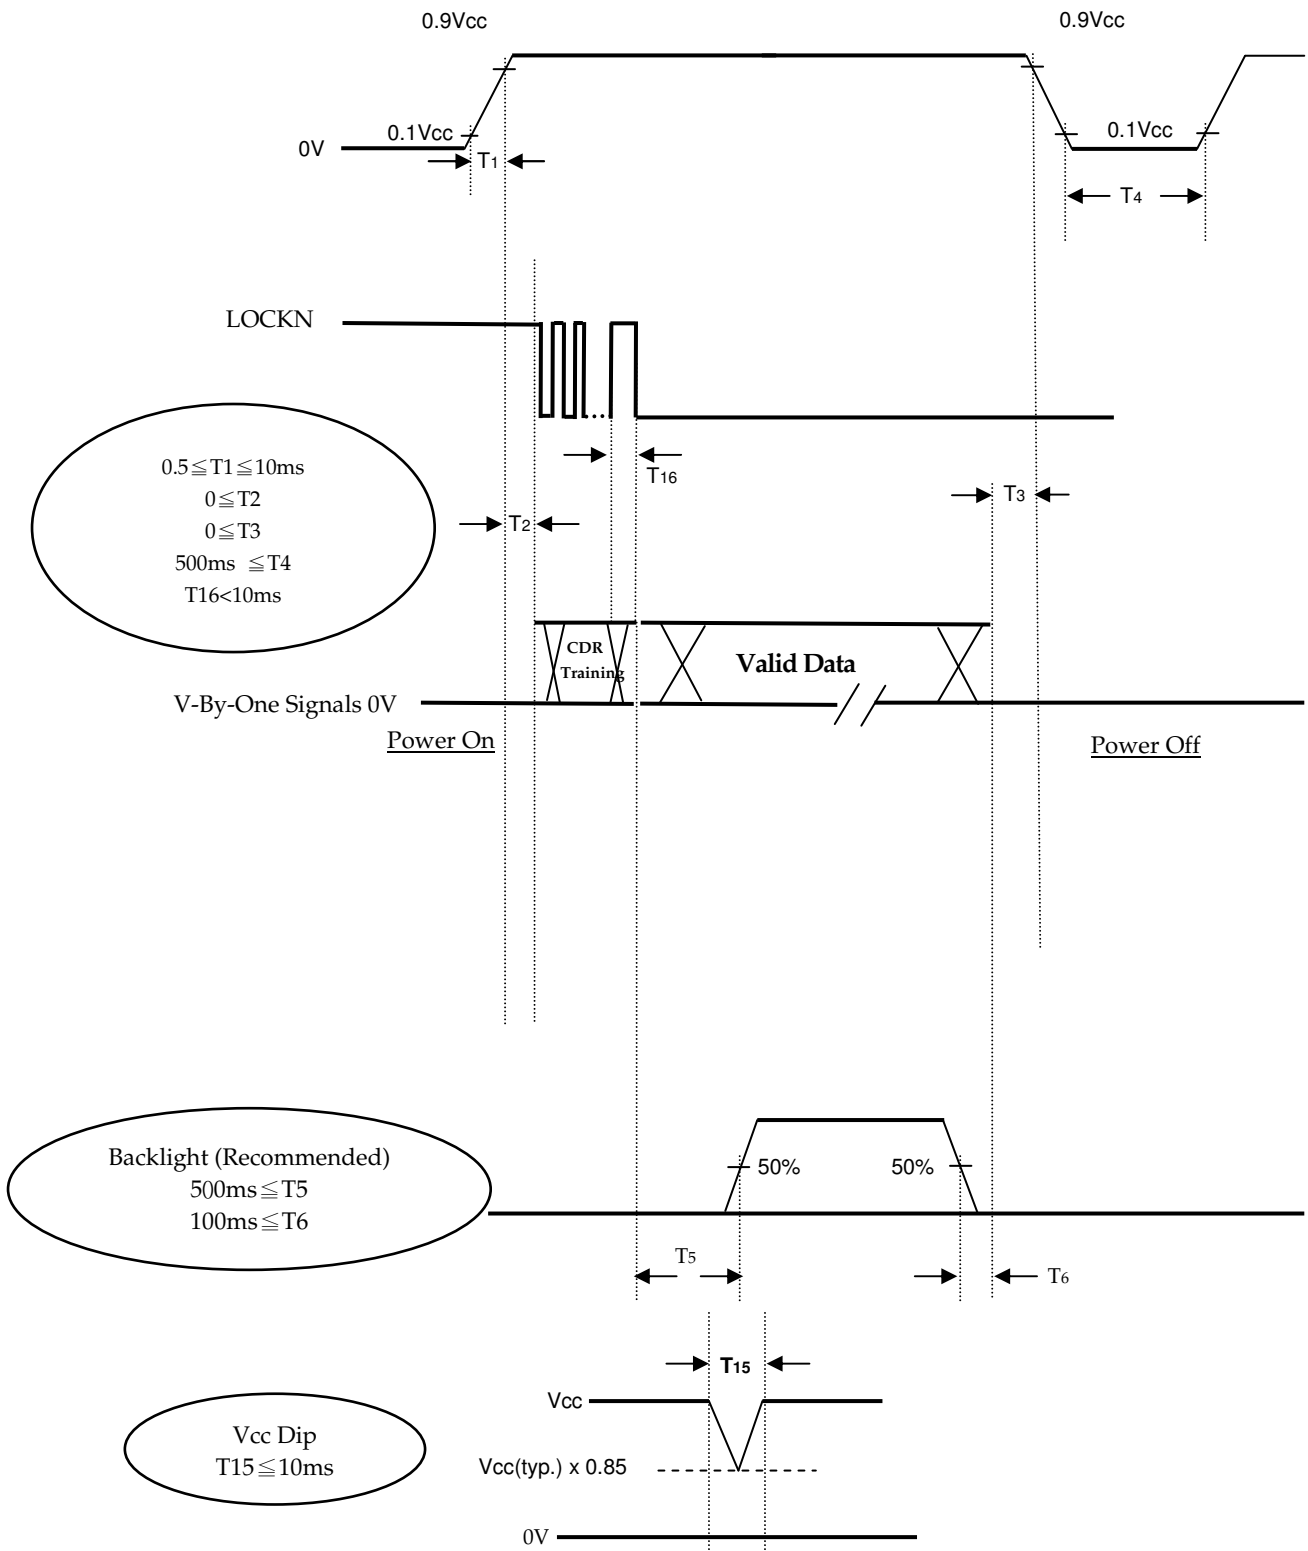 0.9Vcc
0.9Vcc
0.1Vcc
0.1Vcc
0V
T1
T4
LOCKN
0.5≦T1≦10ms
0≦T2
0≦T3
500ms ≦T4
T16<10ms
T16
T3
T2
CDR
Training
Valid Data
V-By-One Signals 0V
Power On
Power Off
Backlight (Recommended)
500ms≦T5
100ms≦T6
50%
50%
T5
T6
T15
Vcc
Vcc Dip
T15≦10ms
Vcc(typ.) x 0.85
0V